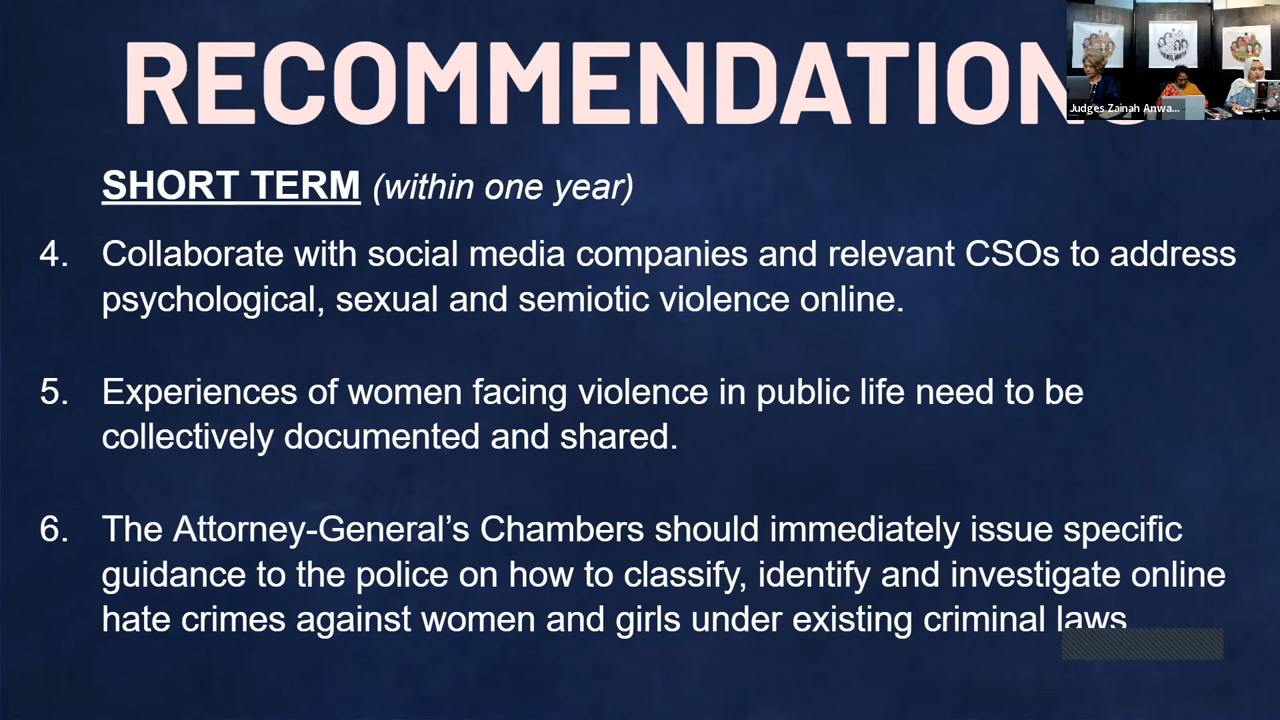 RECOMMENDATION
Judges Zainah Anwa...
SHORT TERM (within one year)
4. Collaborate with social media companies and relevant CSOs to address
psychological, sexual and semiotic violence online.
5. Experiences of women facing violence in public life need to be
collectively documented and shared.
6. The Attorney-General’s Chambers should immediately issue specific
guidance to the police on how to classify, identify and investigate online
hate crimes against women and girls under existing criminal laws